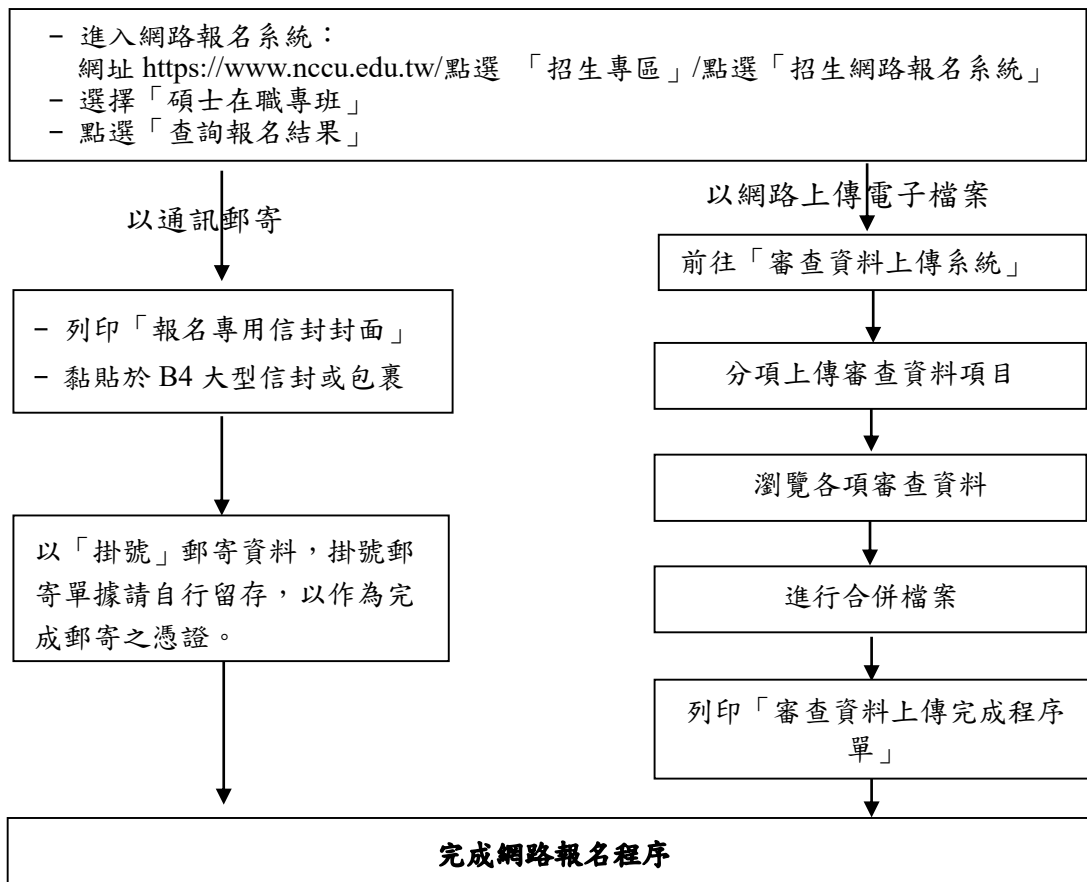 – 進入網路報名系統：
網址 https://www.nccu.edu.tw/點選 「招生專區」/點選「招生網路報名系統」
– 選擇「碩士在職專班」
– 點選「查詢報名結果」
以通訊郵寄
– 列印「報名專用信封封面」
– 黏貼於 B4 大型信封或包裹
以「掛號」郵寄資料，掛號郵
寄單據請自行留存，以作為完
成郵寄之憑證。
以網路上傳電子檔案
前往「審查資料上傳系統」
分項上傳審查資料項目
瀏覽各項審查資料
進行合併檔案
列印「審查資料上傳完成程序
單」
完成網路報名程序